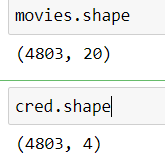 movies.shape
(4803, 20)
cred.shape
(4803, 4)